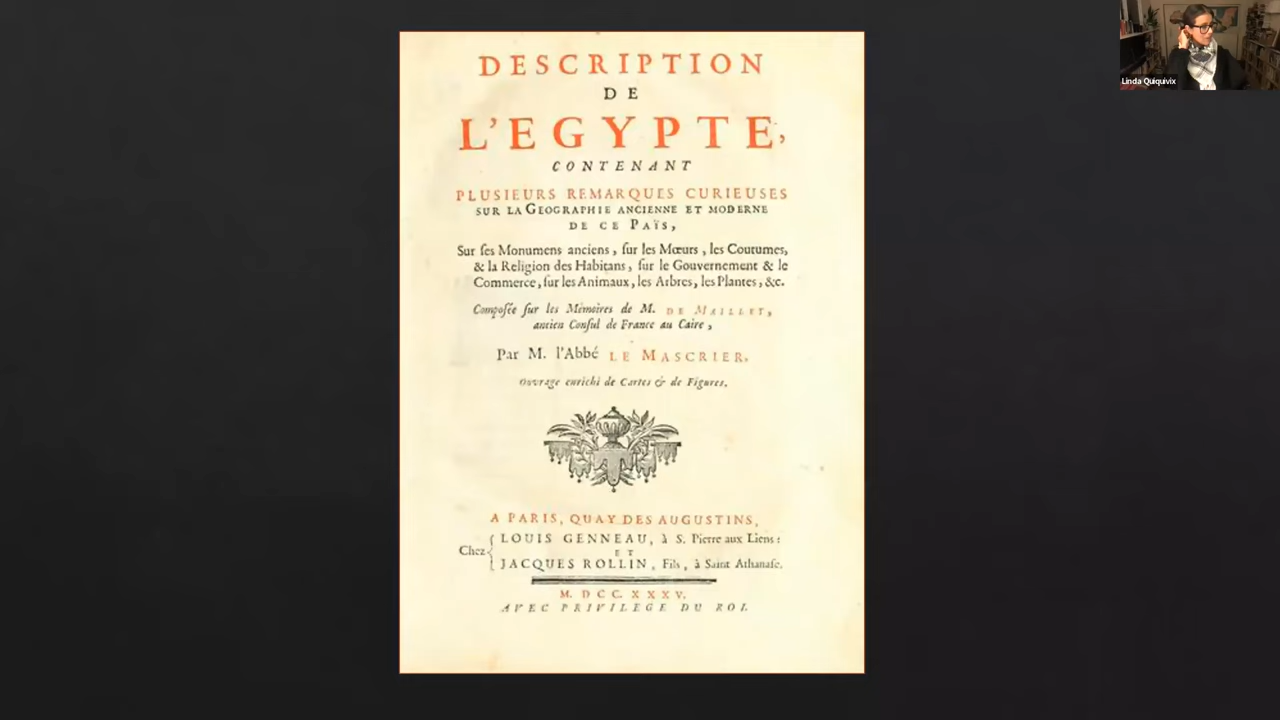 DESCRIPTION
DE
L'EGYPTE,
CONTENANT
PLUSIEURS REMARQUES CURIEUSES
SUR LA GEOGRAPHIE ANCIENNE ET MODERNE
DE CE PAÏS,
Sur ſes Monumens anciens, ſur les Mœurs, les Coutumes,
& la Religion des Habitans, ſur le Gouvernement & le
Commerce, ſur les Animaux, les Arbres, les Plantes, &c.
Compoſée ſur les Mémoires de M. DE MAILLET,
ancien Conſul de France au Caire,
Par M. l'Abbé LE MASCRIER.
Ouvrage enrichi de Cartes & de Figures.
A PARIS, QUAY DES AUGUSTINS,
Chez { LOUIS GENNEAU, à S. Pierre aux Liens:
ET
JACQUES ROLLIN, Fils, à Saint Athanaſe.
M. DCC. XXXV.
AVEC PRIVILEGE DU ROI.
Linda Quiquivix